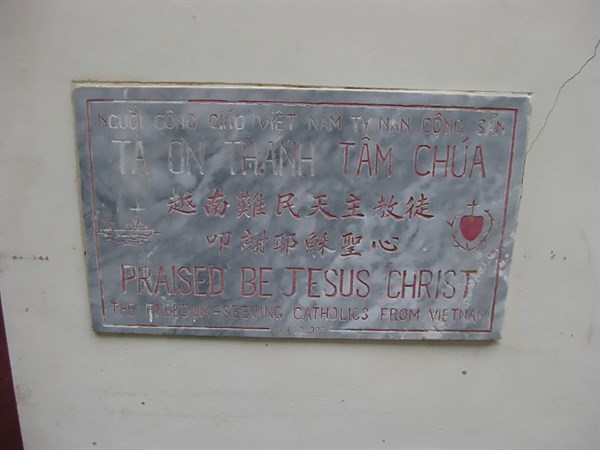 NGƯỜI CÔNG GIÁO VIỆT NAM TỴ NẠN CỘNG SẢN
TẠ ƠN THÁNH TÂM CHÚA
越南難民天主教徒
叩謝耶穌聖心
PRAISED BE JESUS CHRIST
THE FREEDOM-SEEKING CATHOLICS FROM VIETNAM